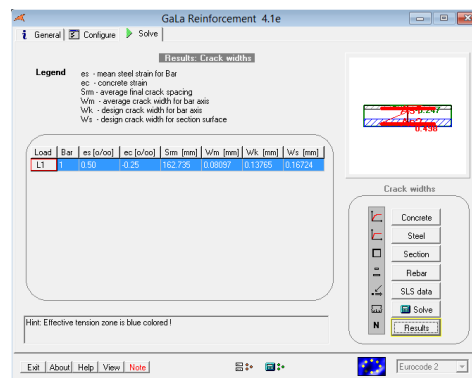 GaLa Reinforcement 4.1e
General Configure Solve
Results: Crack widths
Legend
es - mean steel strain for Bar
ec - concrete strain
Srm - average final crack spacing
Wm - average crack width for bar axis
Wk - design crack width for bar axis
Ws - design crack width for section surface
Load Bar es [o/oo] ec [o/oo] Srm [mm] Wm [mm] Wk [mm] Ws [mm]
L1 1 0.50 -0.25 162.735 0.08097 0.13765 0.16724
0.498
Crack widths
Concrete
Steel
Section
Rebar
SLS data
Solve
N Results
Hint: Effective tension zone is blue colored !
Exit About Help View Note
Eurocode 2